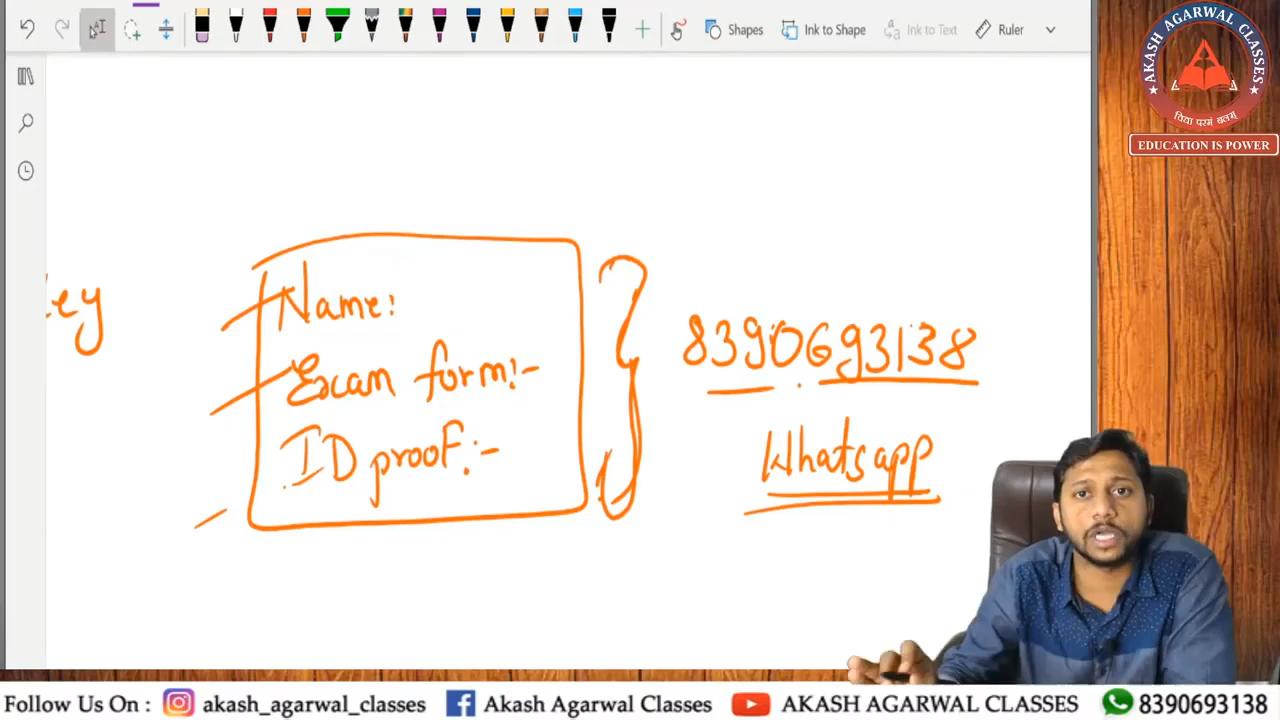 Shapes
Ink to Shape
Ink to Text
Ruler
AKASH AGARWAL CLASSES
विद्या परमं बलम्
EDUCATION IS POWER
ey
Name:
Exam form:-
ID proof:-
8390693138
Whatsapp
Follow Us On :
akash_agarwal_classes
Akash Agarwal Classes
AKASH AGARWAL CLASSES
8390693138